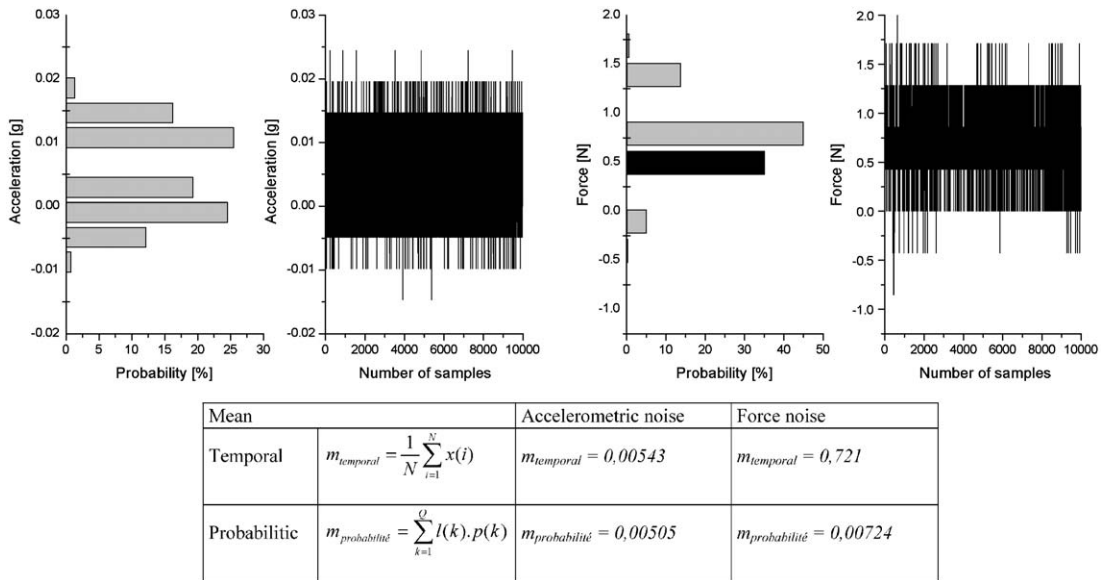 0.03
0.02
0.01
0.00
-0.01
-0.02
Acceleration [g]
0 5 10 15 20 25 30
Probability [%]
0.03
0.02
0.01
0.00
-0.01
-0.02
Acceleration [g]
0 2000 4000 6000 8000 10000
Number of samples
2.0
1.5
1.0
0.5
0.0
-0.5
-1.0
Force [N]
0 10 20 30 40 50
Probability [%]
2.0
1.5
1.0
0.5
0.0
-0.5
-1.0
Force [N]
0 2000 4000 6000 8000 10000
Number of samples
Mean Accelerometric noise Force noise
Temporal m_temporal = 1/N ∑_{i=1}^{N} x(i) m_temporal = 0,00543 m_temporal = 0,721
Probabilitic m_probabilité = ∑_{k=1}^{Q} l(k).p(k) m_probabilité = 0,00505 m_probabilité = 0,00724